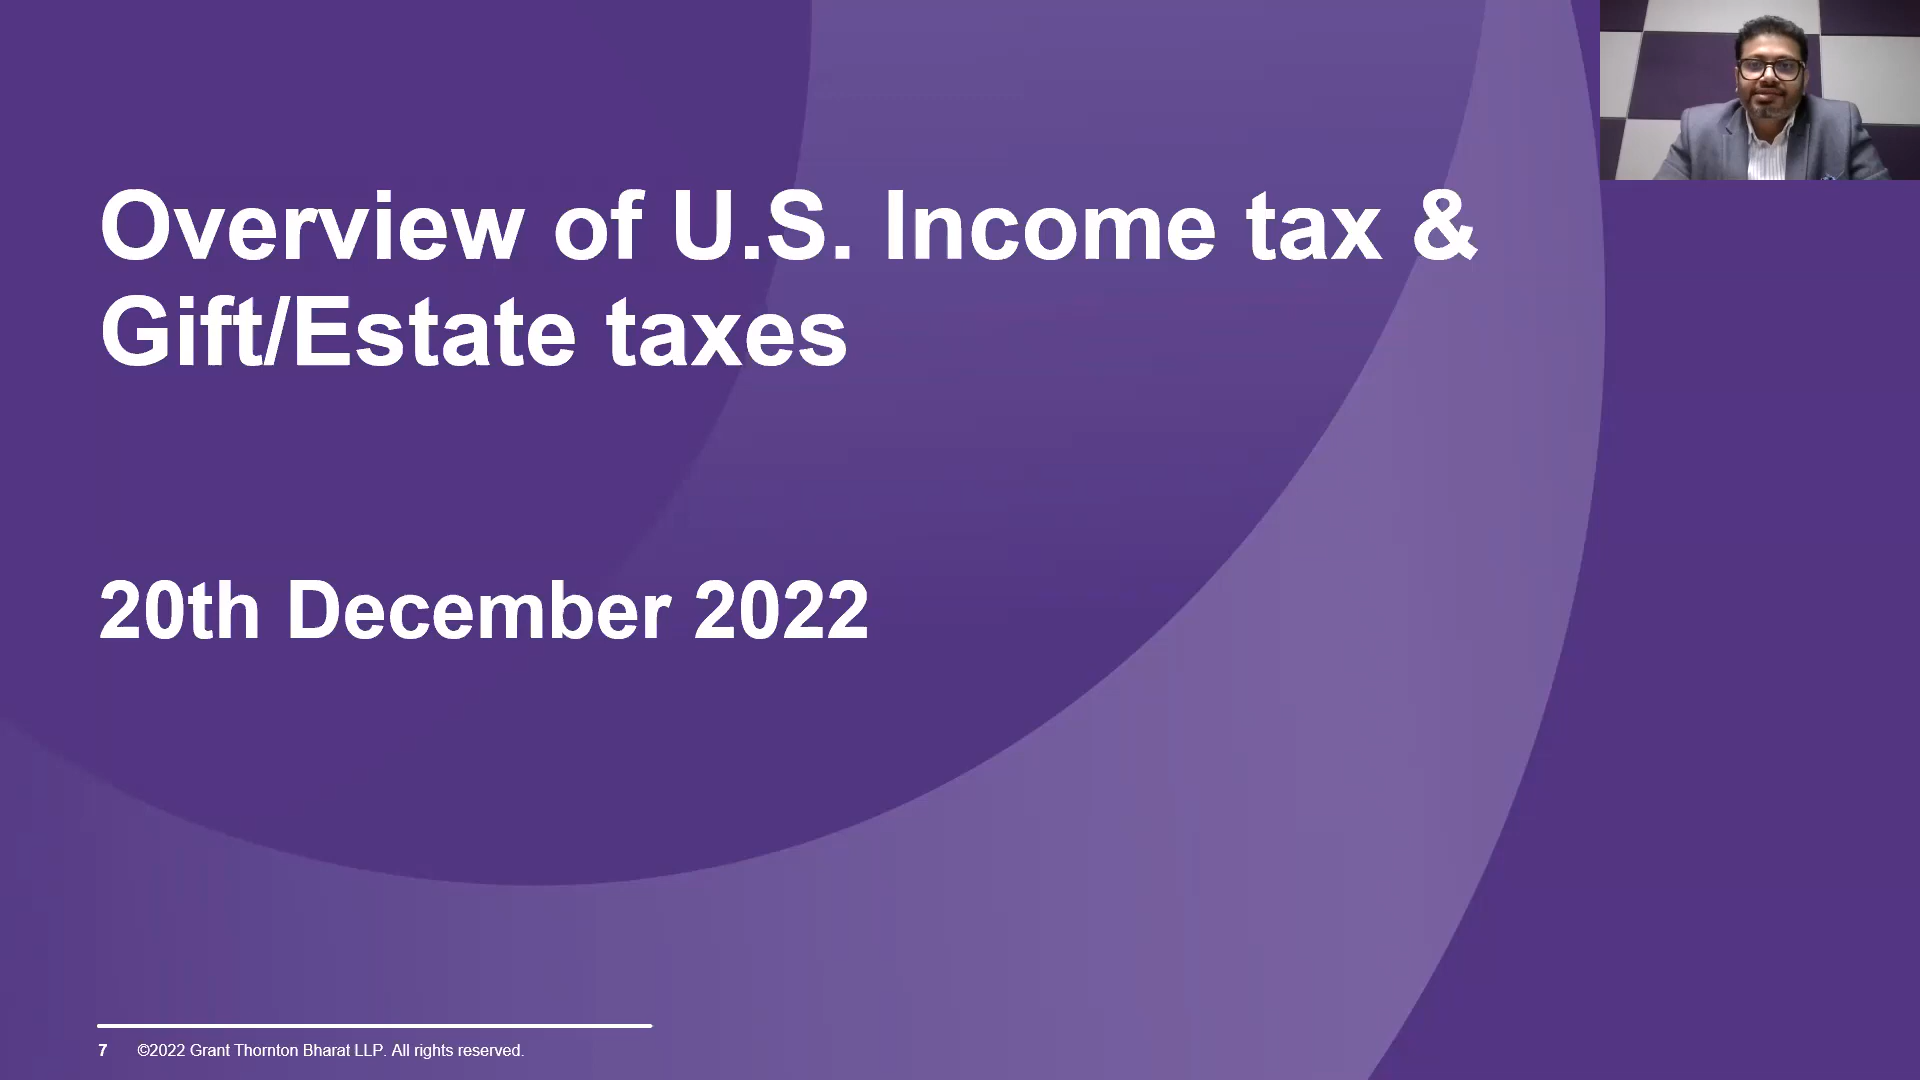 Overview of U.S. Income tax &
Gift/Estate taxes
20th December 2022
7 ©2022 Grant Thornton Bharat LLP. All rights reserved.